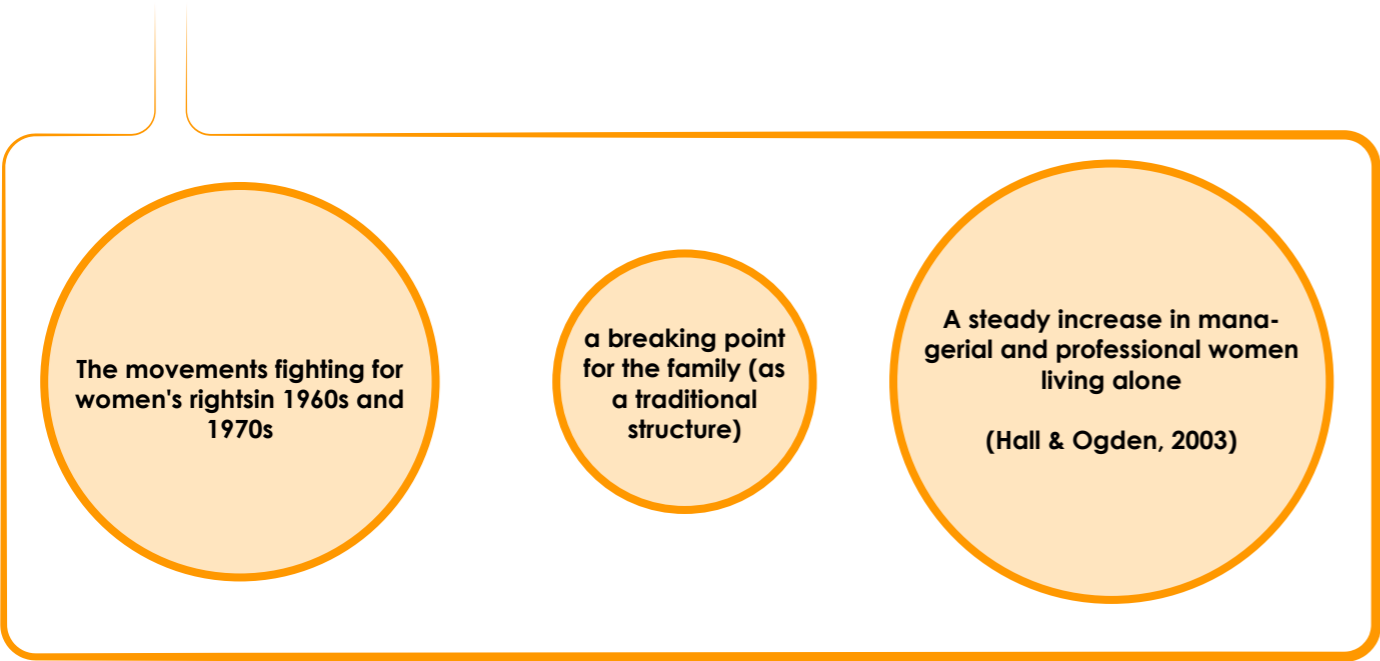 The movements fighting for
women's rightsin 1960s and
1970s
a breaking point
for the family (as
a traditional
structure)
A steady increase in mana-
gerial and professional women
living alone
(Hall & Ogden, 2003)